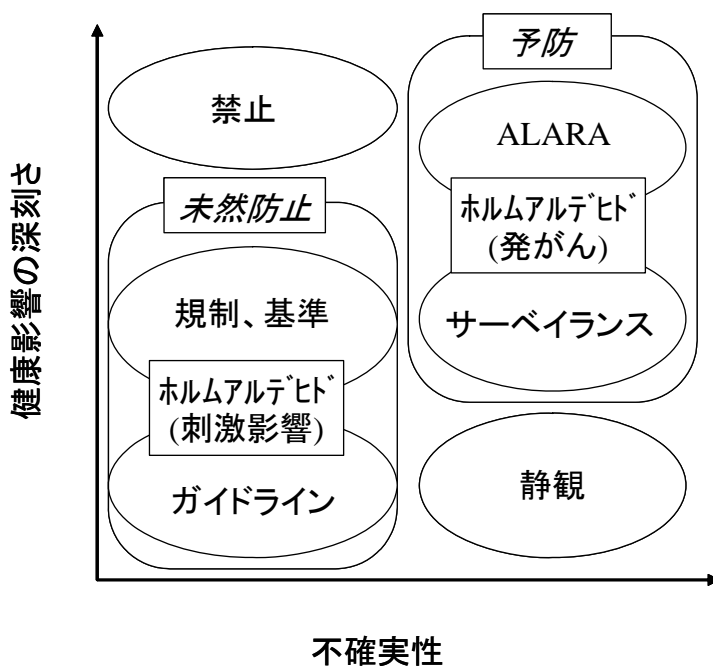 予防
禁止
ALARA
未然防止
ﾎﾙﾑｱﾙﾃﾞﾋﾄﾞ
(発がん)
規制、基準
サーベイランス
ﾎﾙﾑｱﾙﾃﾞﾋﾄﾞ
(刺激影響)
ガイドライン
静観
健康影響の深刻さ
不確実性